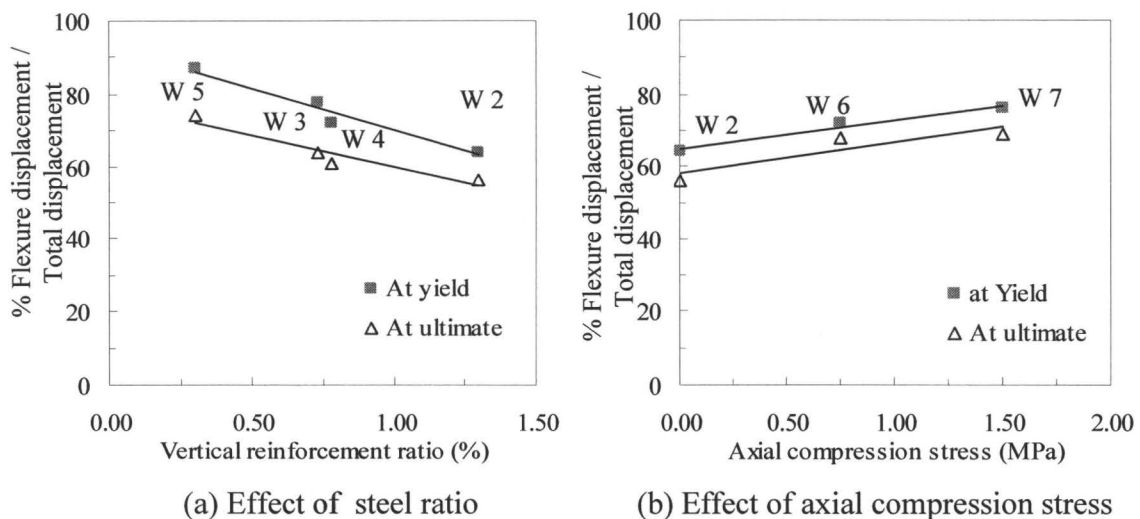 % Flexure displacement /
Total displacement
100
80
60
40
20
0
W 5
W 3
W 4
W 2
At yield
At ultimate
0.00
0.50
1.00
1.50
Vertical reinforcement ratio (%)
(a) Effect of steel ratio
% Flexure displacement /
Total displacement
100
80
60
40
20
0
W 2
W 6
W 7
at Yield
At ultimate
0.00
0.50
1.00
1.50
2.00
Axial compression stress (MPa)
(b) Effect of axial compression stress